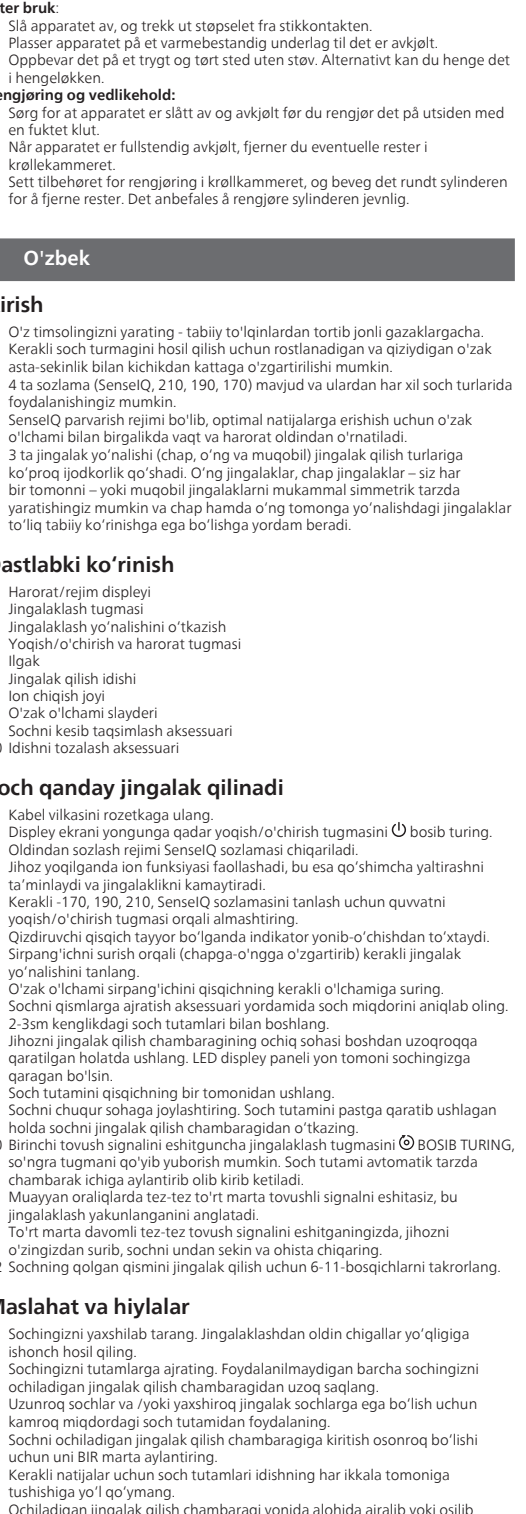 ter bruk:
Slå apparatet av, og trekk ut støpselet fra stikkontakten.
Plasser apparatet på et varmebestandig underlag til det er avkjølt.
Oppbevar det på et trygt og tørt sted uten støv. Alternativt kan du henge det
i hengeløkken.
engjøring og vedlikehold:
Sørg for at apparatet er slått av og avkjølt før du rengjør det på utsiden med
en fuktet klut.
Når apparatet er fullstendig avkjølt, fjerner du eventuelle rester i
krøllekammeret.
Sett tilbehøret for rengjøring i krøllkammeret, og beveg det rundt sylinderen
for å fjerne rester. Det anbefales å rengjøre sylinderen jevnlig.
O'zbek
irish
O'z timsolingizni yarating - tabiiy to'lqinlardan tortib jonli gazaklargacha.
Kerakli soch turmagini hosil qilish uchun rostlanadigan va qiziydigan o'zak
asta-sekinlik bilan kichikdan kattaga o'zgartirilishi mumkin.
4 ta sozlama (SenseIQ, 210, 190, 170) mavjud va ulardan har xil soch turlarida
foydalanishingiz mumkin.
SenseIQ parvarish rejimi bo'lib, optimal natijalarga erishish uchun o'zak
o'lchami bilan birgalikda vaqt va harorat oldindan o'rnatiladi.
3 ta jingalak yo‘nalishi (chap, o‘ng va muqobil) jingalak qilish turlariga
ko‘proq ijodkorlik qo‘shadi. O‘ng jingalaklar, chap jingalaklar – siz har
bir tomonni – yoki muqobil jingalaklarni mukammal simmetrik tarzda
yaratishingiz mumkin va chap hamda o‘ng tomonga yo‘nalishdagi jingalaklar
to‘liq tabiiy ko‘rinishga ega bo‘lishga yordam beradi.
Dastlabki ko‘rinish
Harorat/rejim displeyi
Jingalaklash tugmasi
Jingalaklash yo‘nalishini o‘tkazish
Yoqish/o'chirish va harorat tugmasi
Ilgak
Jingalak qilish idishi
Ion chiqish joyi
O'zak o'lchami slayderi
Sochni kesib taqsimlash aksessuari
0 Idishni tozalash aksessuari
och qanday jingalak qilinadi
Kabel vilkasini rozetkaga ulang.
Displey ekrani yongunga qadar yoqish/o'chirish tugmasini bosib turing.
Oldindan sozlash rejimi SenseIQ sozlamasini chiqariladi.
Jihoz yoqilganda ion funksiyasi faollashadi, bu esa qo‘shimcha yaltirashni
ta’minlaydi va jingalaklikni kamaytiradi.
Kerakli -170, 190, 210, SenseIQ sozlamasini tanlash uchun quvvatni
yoqish/o‘chirish tugmasi orqali almashtiring.
Qizdiruvchi qisqich tayyor bo‘lganda indikator yonib-o‘chishdan to‘xtaydi.
Sirpang'ichni surish orqali (chapga-o'ngga o'zgartirib) kerakli jingalak
yo‘nalishini tanlang.
O'zak o'lchami sirpang'ichini qisqichning kerakli o'lchamiga suring.
Sochni qismlarga ajratish aksessuari yordamida soch miqdorini aniqlab oling.
2-3sm kenglikdagi soch tutamlari bilan boshlang.
Jihozni jingalak qilish chambaragining ochiq sohasi boshdan uzoqroqqa
qaratilgan holatda ushlang. LED display paneli yon tomoni sochingizga
qaragan bo'lsin.
Soch tutamini qisqichning bir tomonidan ushlang.
Sochni chuqur sohaga joylashtiring. Soch tutamini pastga qaratib ushlagan
holda sochni jingalak qilish chambaragidan o‘tkazing.
0 Birinchi tovush signalini eshitguncha jingalaklash tugmasini BOSIB TURING,
so'ngra tugmani qo'yib yuborish mumkin. Soch tutami avtomatik tarzda
chambarak ichiga aylantirib olib kirib ketiladi.
Muayyan oraliqlarda tez-tez to'rt marta tovushli signalni eshitasiz, bu
jingalaklash yakunlanganini anglatadi.
To'rt marta davomli tez-tez tovush signalini eshitganingizda, jihozni
o'zingizdan surib, sochni undan sekin va ohista chiqaring.
2 Sochning qolgan qismini jingalak qilish uchun 6-11-bosqichlarni takrorlang.
Maslahat va hiylalar
Sochingizni yaxshilab tarang. Jingalaklashdan oldin chigallar yo‘qligiga
ishonch hosil qiling.
Sochingizni tutamlarga ajrating. Foydalanilmaydigan barcha sochingizni
ochiladigan jingalak qilish chambaragidan uzoq saqlang.
Uzunroq sochlar va /yoki yaxshiroq jingalak sochlarga ega bo‘lish uchun
kamroq miqdordagi soch tutamidan foydalaning.
Sochni ochiladigan jingalak qilish chambaragiga kiritish osonroq bo‘lishi
uchun uni BIR marta aylantiring.
Kerakli natijalar uchun soch tutamlari idishning har ikkala tomoniga
tushishiga yo‘l qo‘ymang.
Ochiladigan jingalak qilish chambaragi yonida alohida ajralib yoki osilib